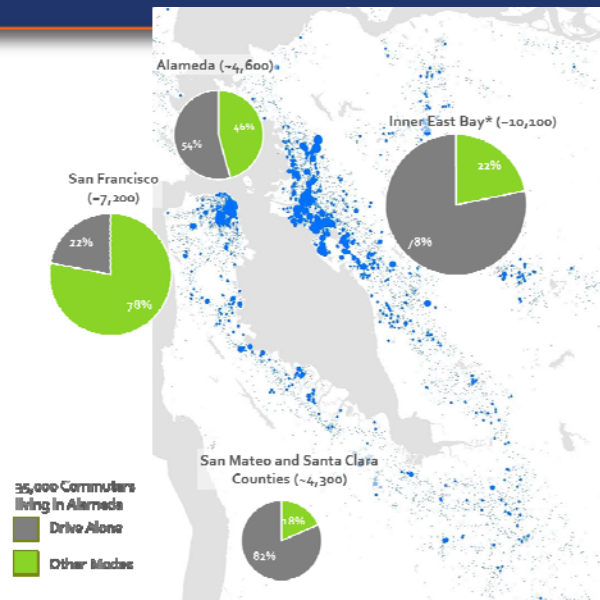 Alameda (~4,600)
46%
54%
Inner East Bay* (~10,100)
22%
78%
San Francisco
(~7,200)
22%
78%
San Mateo and Santa Clara
Counties (~4,300)
18%
82%
35,000 Commuters
living in Alameda
Drive Alone
Other Modes